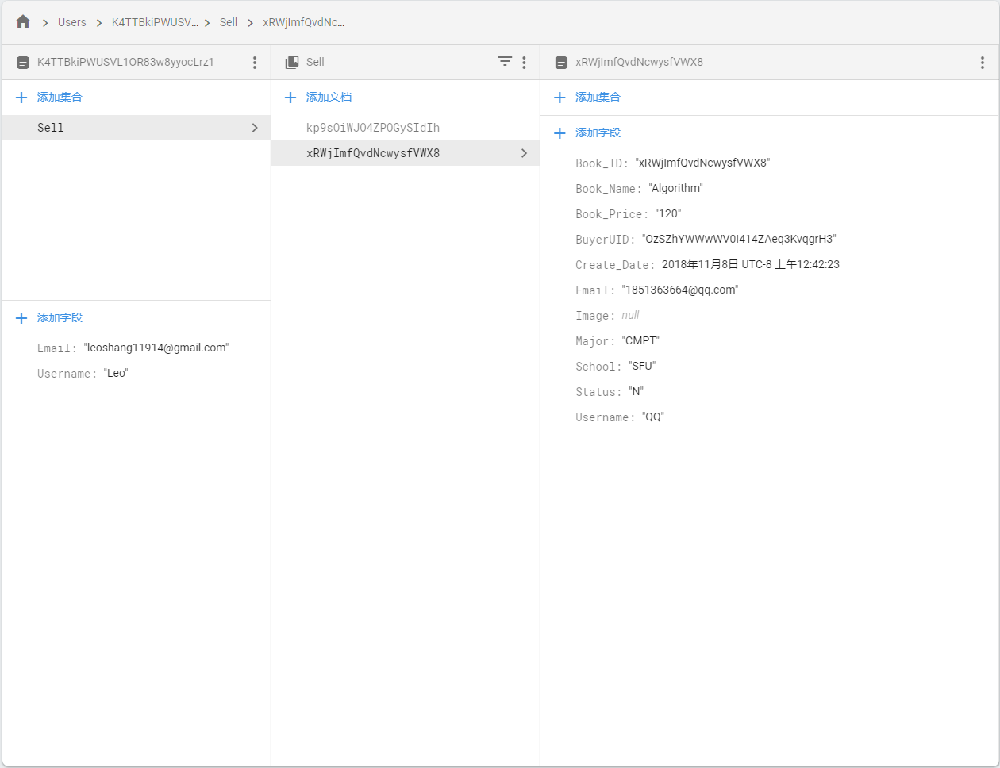 Users K4TTBkiPWUSV... Sell xRWjImfQvdNc...
K4TTBkiPWUSVL1OR83w8yyocLrz1
添加集合
Sell
添加字段
Email: "leoshang11914@gmail.com"
Username: "Leo"
Sell
添加文档
kp9sOiWJO4ZPOGySIdIh
xRWjImfQvdNcwysfVWX8
xRWjImfQvdNcwysfVWX8
添加集合
添加字段
Book_ID: "xRWjImfQvdNcwysfVWX8"
Book_Name: "Algorithm"
Book_Price: "120"
BuyerUID: "OzSZhYWWwWV0I414ZAeq3KvqgrH3"
Create_Date: 2018年11月8日 UTC-8 上午12:42:23
Email: "1851363664@qq.com"
Image: null
Major: "CMPT"
School: "SFU"
Status: "N"
Username: "QQ"